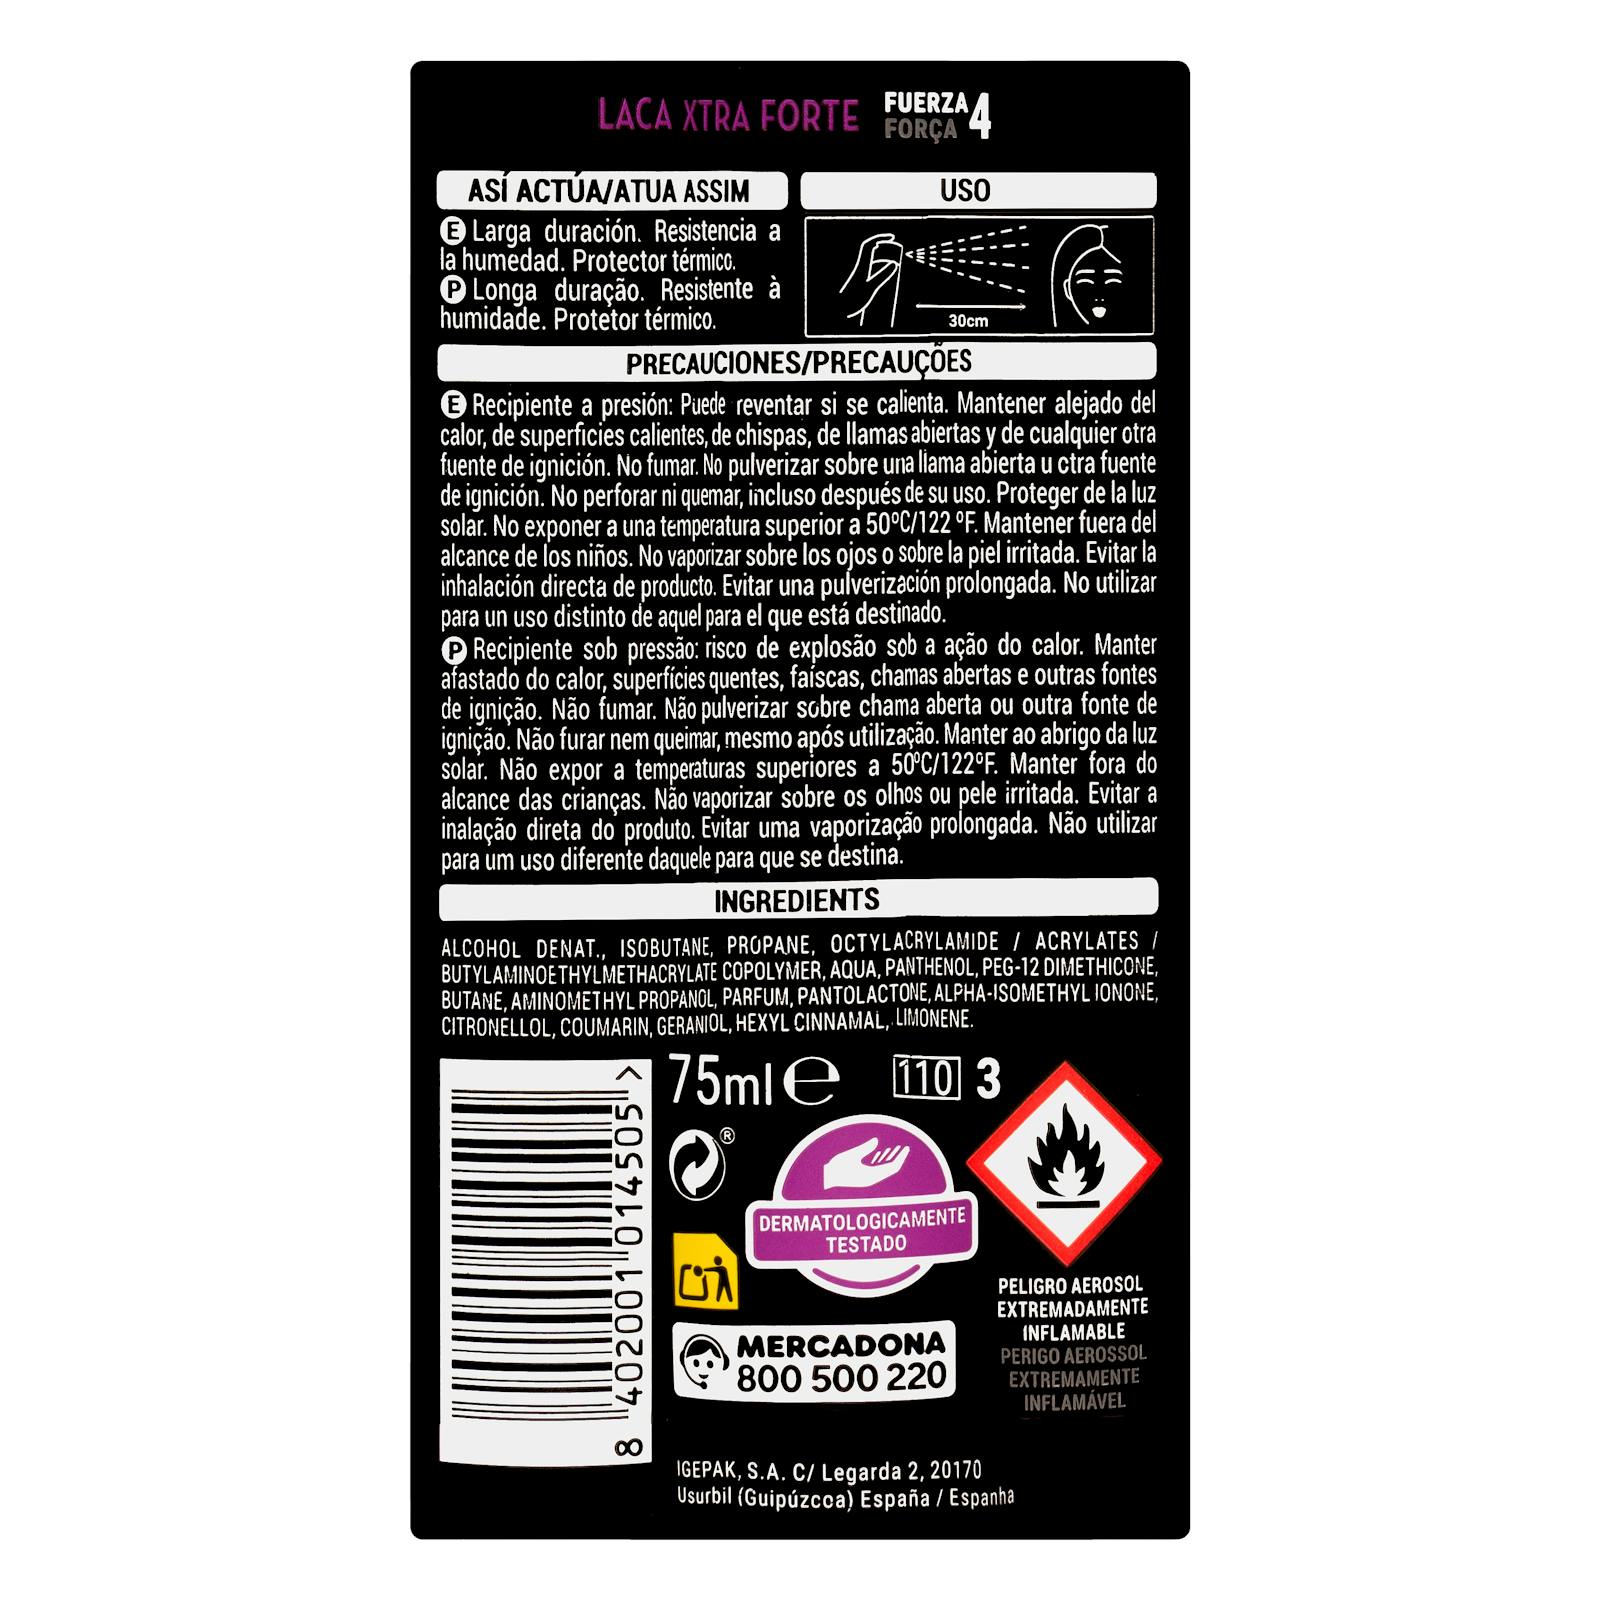 LACA XTRA FORTE FUERZA 4
FORÇA
ASÍ ACTÚA/ATUA ASSIM
E Larga duración. Resistencia a
la humedad. Protector térmico.
P Longa duração. Resistente à
humidade. Protetor térmico.
USO
30cm
PRECAUCIONES/PRECAUÇÕES
E Recipiente a presión: Puede reventar si se calienta. Mantener alejado del
calor, de superficies calientes, de chispas, de llamas abiertas y de cualquier otra
fuente de ignición. No fumar. No pulverizar sobre una llama abierta u otra fuente
de ignición. No perforar ni quemar, incluso después de su uso. Proteger de la luz
solar. No exponer a una temperatura superior a 50ºC/122 ºF. Mantener fuera del
alcance de los niños. No vaporizar sobre los ojos o sobre la piel irritada. Evitar la
inhalación directa de producto. Evitar una pulverización prolongada. No utilizar
para un uso distinto de aquel para el que está destinado.
P Recipiente sob pressão: risco de explosão sob a ação do calor. Manter
afastado do calor, superfícies quentes, faíscas, chamas abertas e outras fontes
de ignição. Não fumar. Não pulverizar sobre chama aberta ou outra fonte de
ignição. Não furar nem queimar, mesmo após utilização. Manter ao abrigo da luz
solar. Não expor a temperaturas superiores a 50ºC/122ºF. Manter fora do
alcance das crianças. Não vaporizar sobre os olhos ou pele irritada. Evitar a
inalação direta do produto. Evitar uma vaporização prolongada. Não utilizar
para um uso diferente daquele para que se destina.
INGREDIENTS
ALCOHOL DENAT., ISOBUTANE, PROPANE, OCTYLACRYLAMIDE / ACRYLATES /
BUTYLAMINOETHYLMETHACRYLATE COPOLYMER, AQUA, PANTHENOL, PEG-12 DIMETHICONE,
BUTANE, AMINOMETHYL PROPANOL, PARFUM, PANTOLACTONE, ALPHA-ISOMETHYL IONONE,
CITRONELLOL, COUMARIN, GERANIOL, HEXYL CINNAMAL, LIMONENE.
8 402001 014505 >
75ml e 110 3
®
DERMATOLOGICAMENTE
TESTADO
MERCADONA
800 500 220
PELIGRO AEROSOL
EXTREMADAMENTE
INFLAMABLE
PERIGO AEROSSOL
EXTREMAMENTE
INFLAMÁVEL
IGEPAK, S.A. C/ Legarda 2, 20170
Usurbil (Guipúzcoa) España / Espanha